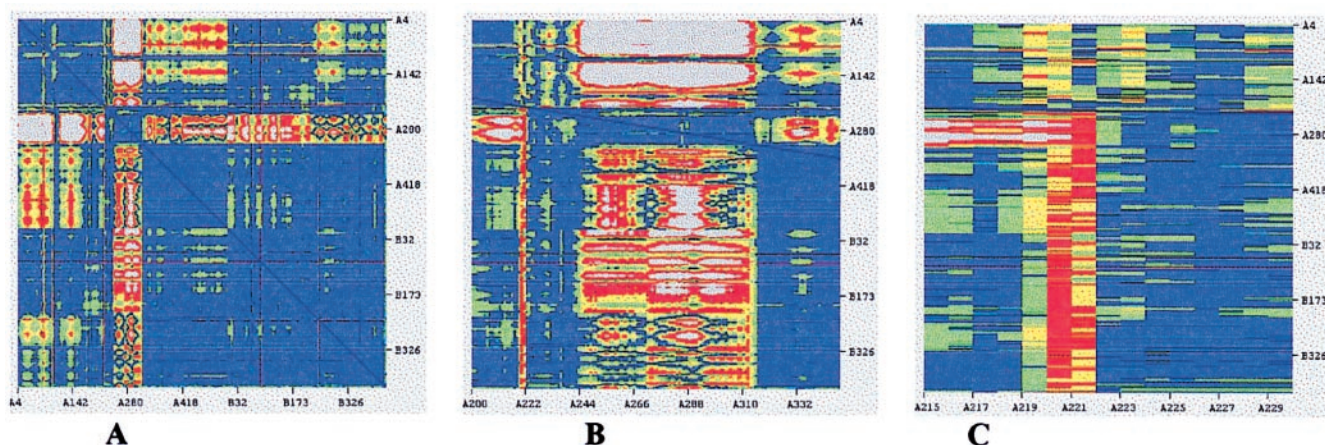 A4
A142
A280
A418
B32
B173
B326
A4 A142 A280 A418 B32 B173 B326
A
A4
A142
A280
A418
B32
B173
B326
A200 A222 A244 A266 A288 A310 A332
B
A4
A142
A280
A418
B32
B173
B326
A215 A217 A219 A221 A223 A225 A227 A229
C